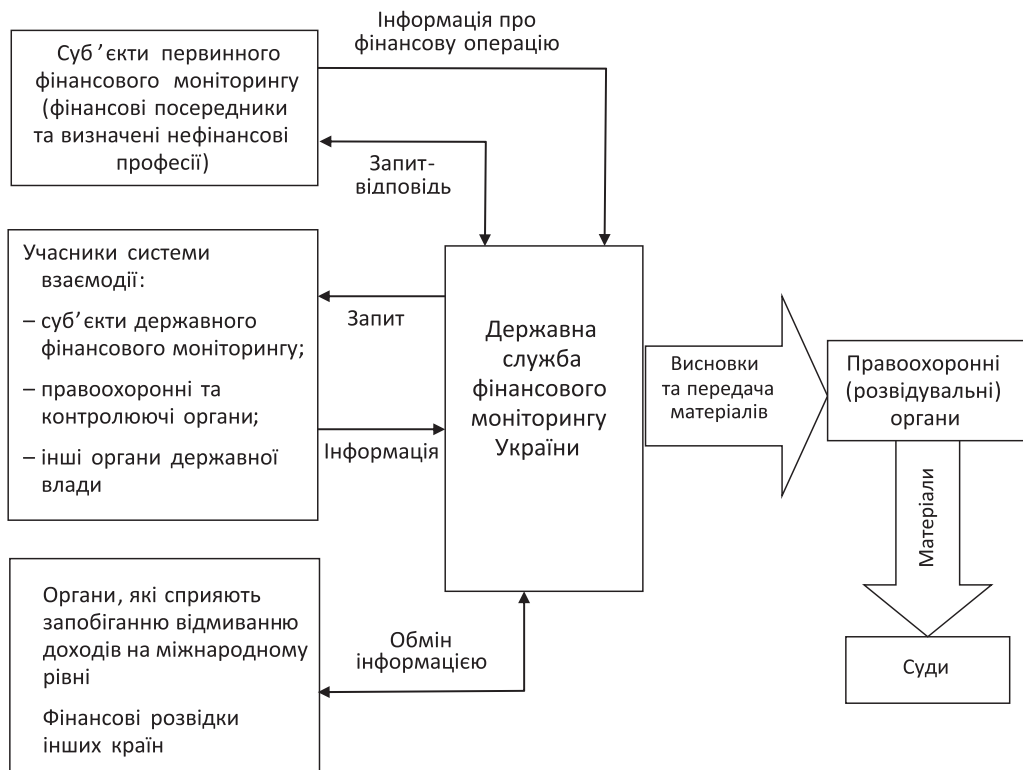 Інформація про
фінансову операцію
Суб’єкти первинного
фінансового моніторингу
(фінансові посередники
та визначені нефінансові
професії)
Запит-
відповідь
Учасники системи
взаємодії:
– суб’єкти державного
фінансового моніторингу;
– правоохоронні та
контролюючі органи;
– інші органи державної
влади
Запит
Інформація
Державна
служба
фінансового
моніторингу
України
Висновки
та передача
матеріалів
Правоохоронні
(розвідувальні)
органи
Матеріали
Суди
Органи, які сприяють
запобіганню відмиванню
доходів на міжнародному
рівні
Фінансові розвідки
інших країн
Обмін
інформацією